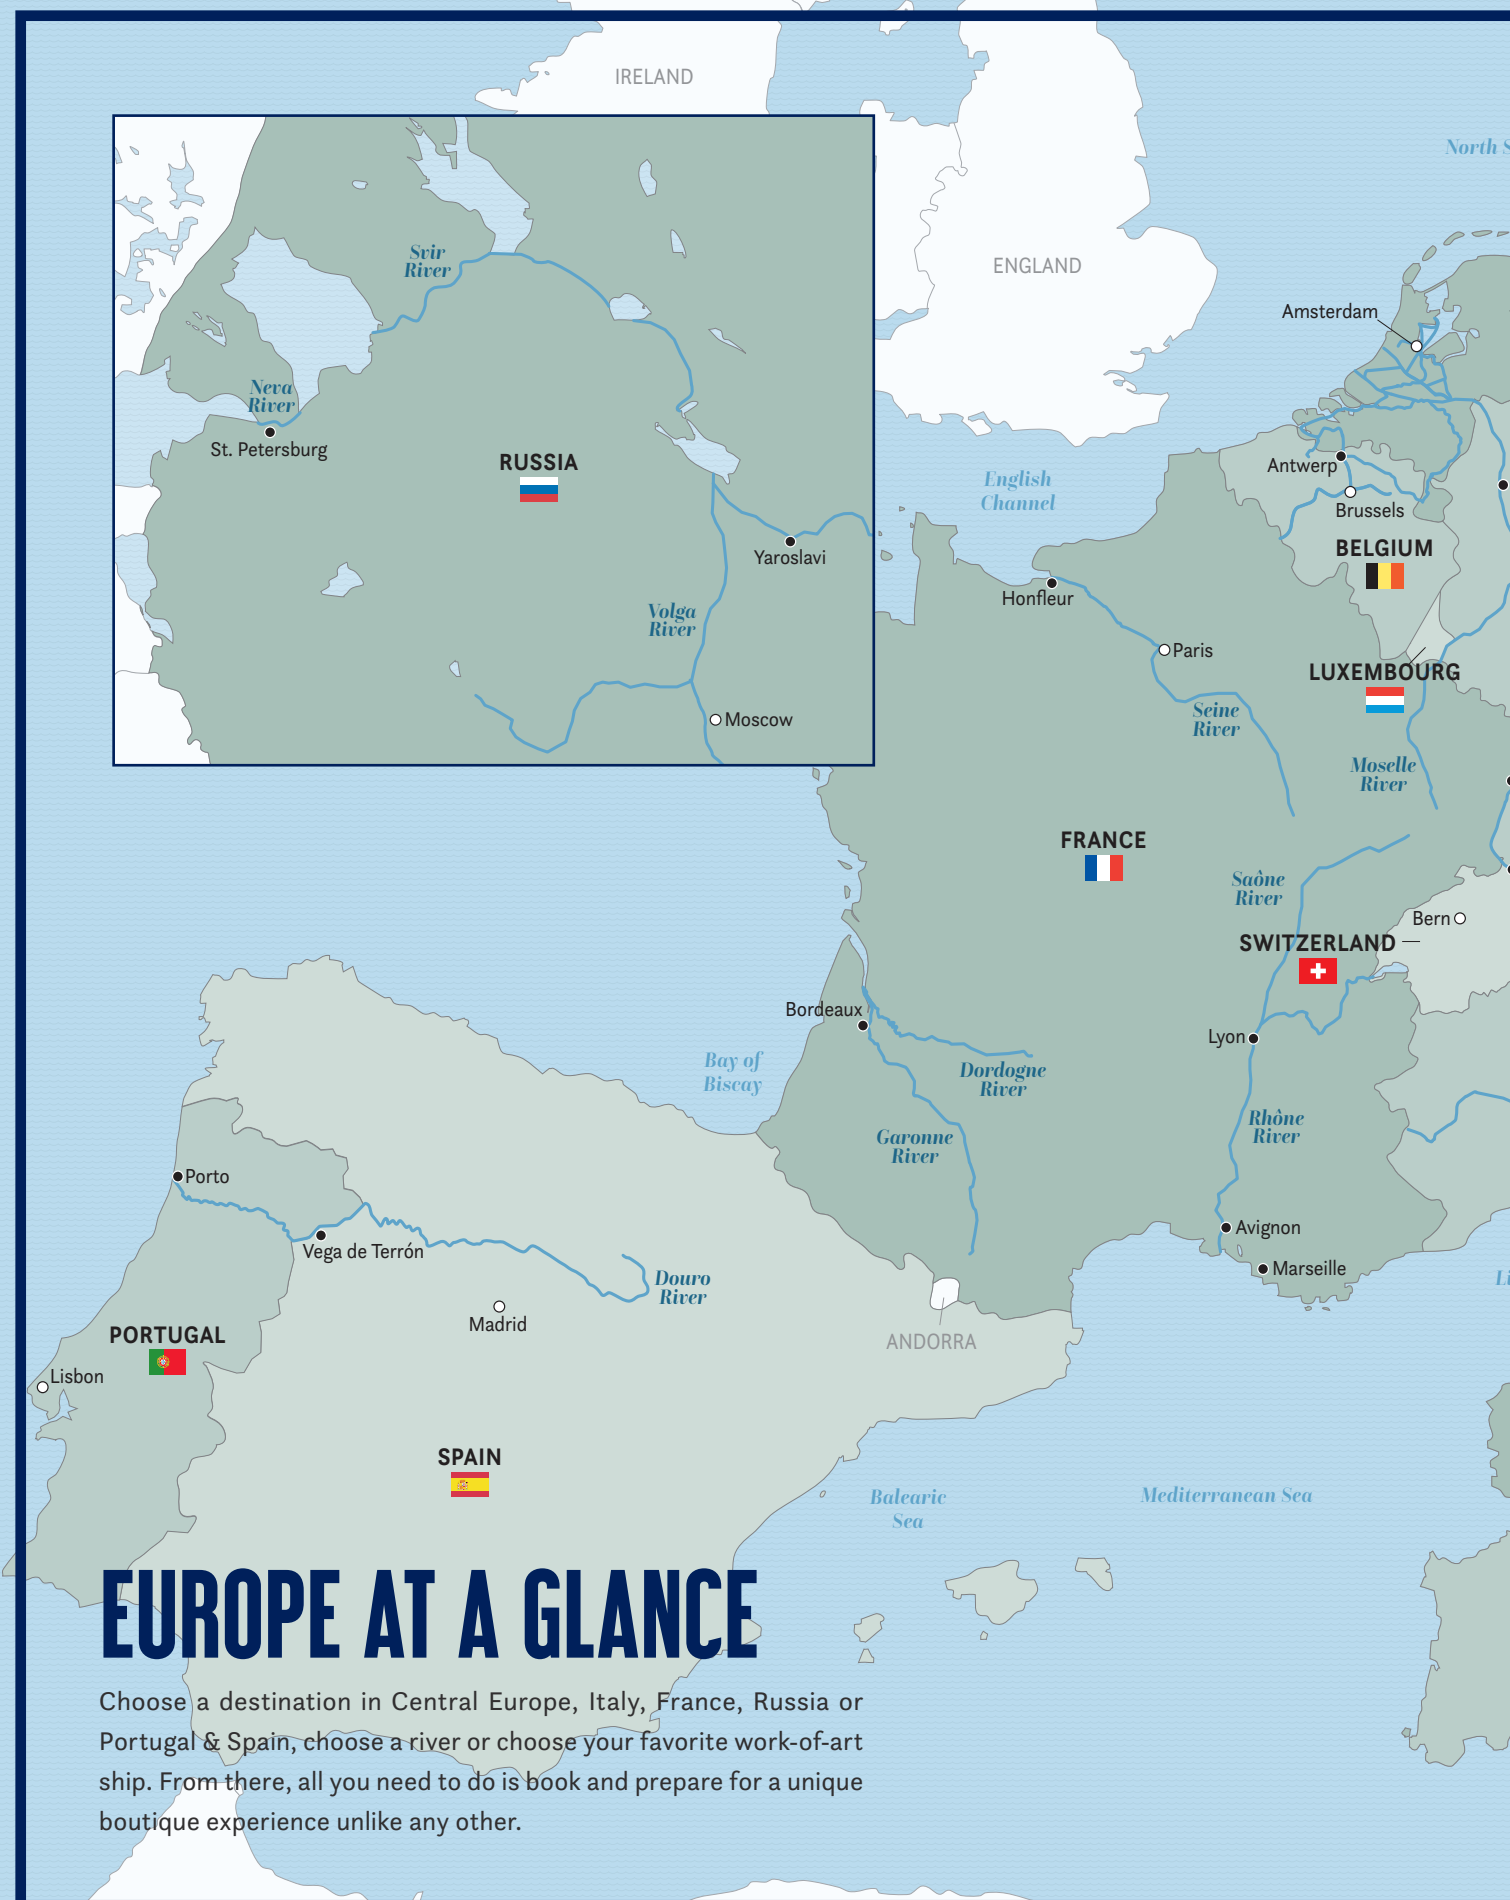 IRELAND
North S
ENGLAND
Svir
River
Neva
River
St. Petersburg
RUSSIA
Yaroslavi
Volga
River
Moscow
Amsterdam
Antwerp
Brussels
BELGIUM
English
Channel
Honfleur
Paris
LUXEMBOURG
Seine
River
Moselle
River
FRANCE
Saône
River
Bern
SWITZERLAND
Bordeaux
Lyon
Bay of
Biscay
Dordogne
River
Garonne
River
Rhône
River
Porto
Avignon
Vega de Terrón
Marseille
Li
Douro
River
Madrid
PORTUGAL
ANDORRA
Lisbon
SPAIN
Balearic
Sea
Mediterranean Sea
EUROPE AT A GLANCE
Choose a destination in Central Europe, Italy, France, Russia or
Portugal & Spain, choose a river or choose your favorite work-of-art
ship. From there, all you need to do is book and prepare for a unique
boutique experience unlike any other.